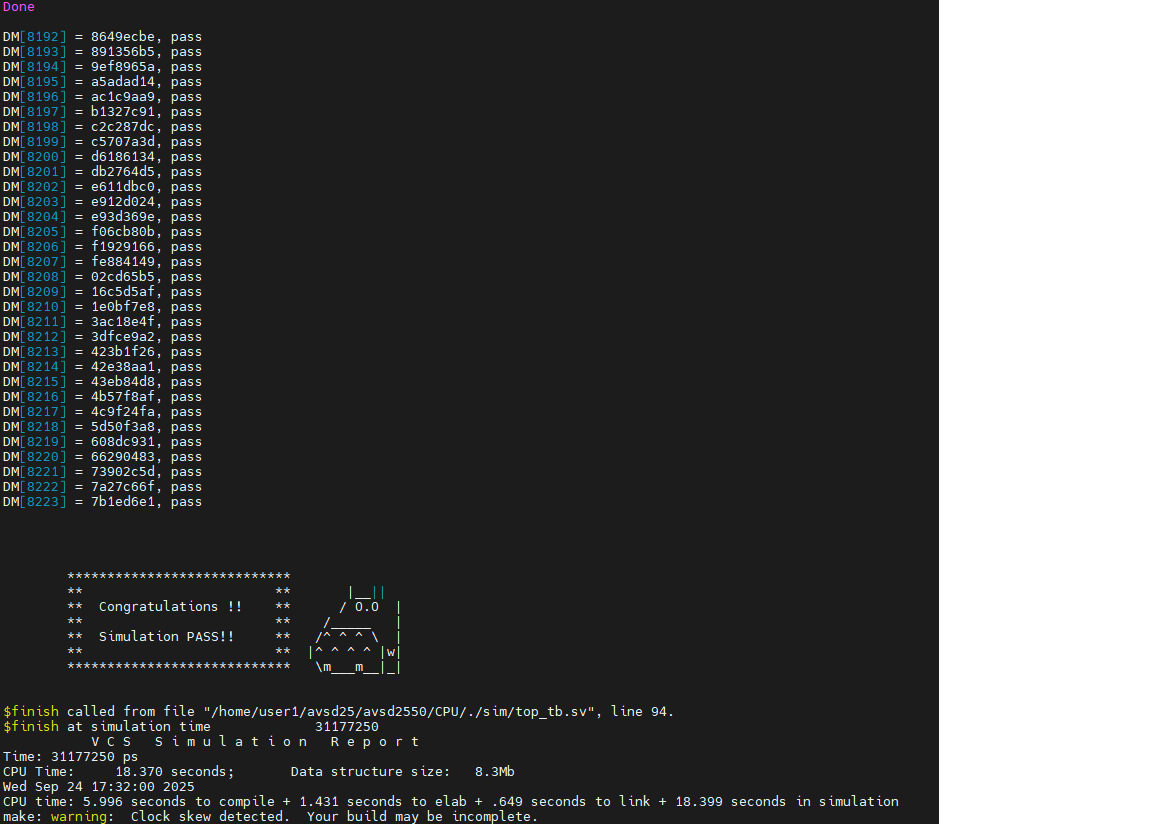 Done
DM[8192] = 8649ecbe, pass
DM[8193] = 891356b5, pass
DM[8194] = 9ef8965a, pass
DM[8195] = a5adad14, pass
DM[8196] = ac1c9aa9, pass
DM[8197] = b1327c91, pass
DM[8198] = c2c287dc, pass
DM[8199] = c5707a3d, pass
DM[8200] = d6186134, pass
DM[8201] = db2764d5, pass
DM[8202] = e611dbc0, pass
DM[8203] = e912d024, pass
DM[8204] = e93d369e, pass
DM[8205] = f06cb80b, pass
DM[8206] = f1929166, pass
DM[8207] = fe884149, pass
DM[8208] = 02cd65b5, pass
DM[8209] = 16c5d5af, pass
DM[8210] = 1e0bf7e8, pass
DM[8211] = 3ac18e4f, pass
DM[8212] = 3dfce9a2, pass
DM[8213] = 423b1f26, pass
DM[8214] = 42e38aa1, pass
DM[8215] = 43eb84d8, pass
DM[8216] = 4b57f8af, pass
DM[8217] = 4c9f24fa, pass
DM[8218] = 5d50f3a8, pass
DM[8219] = 608dc931, pass
DM[8220] = 66290483, pass
DM[8221] = 73902c5d, pass
DM[8222] = 7a27c66f, pass
DM[8223] = 7b1ed6e1, pass
        ****************************
        **                        **       |__||
        **  Congratulations !!    **      / O.O  |
        **                        **    /_____   |
        **  Simulation PASS!!     **   /^ ^ ^ \  |
        **                        **  |^ ^ ^ ^ |w|
        ****************************   \m___m__|_|
$finish called from file "/home/user1/avsd25/avsd2550/CPU/./sim/top_tb.sv", line 94.
$finish at simulation time             31177250
           V C S   S i m u l a t i o n   R e p o r t
Time: 31177250 ps
CPU Time:     18.370 seconds;       Data structure size:   8.3Mb
Wed Sep 24 17:32:00 2025
CPU time: 5.996 seconds to compile + 1.431 seconds to elab + .649 seconds to link + 18.399 seconds in simulation
make: warning:  Clock skew detected.  Your build may be incomplete.